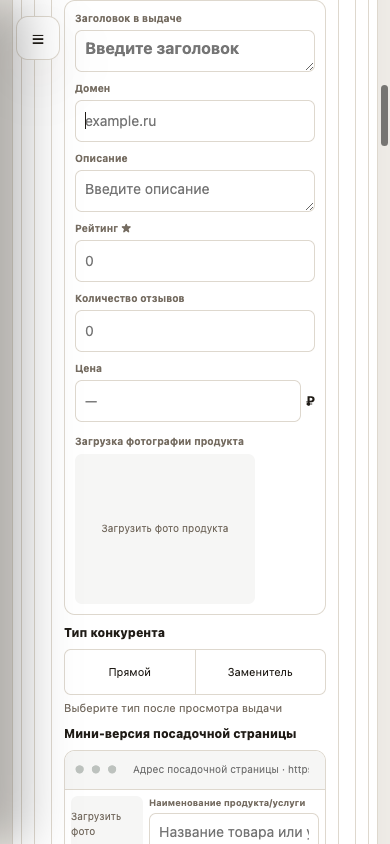 Заголовок в выдаче
Введите заголовок
Домен
example.ru
Описание
Введите описание
Рейтинг ★
0
Количество отзывов
0
Цена
— ₽
Загрузка фотографии продукта
Загрузить фото продукта
Тип конкурента
Прямой Заменитель
Выберите тип после просмотра выдачи
Мини-версия посадочной страницы
Адрес посадочной страницы · http
Загрузить
фото
Наименование продукта/услуги
Название товара или